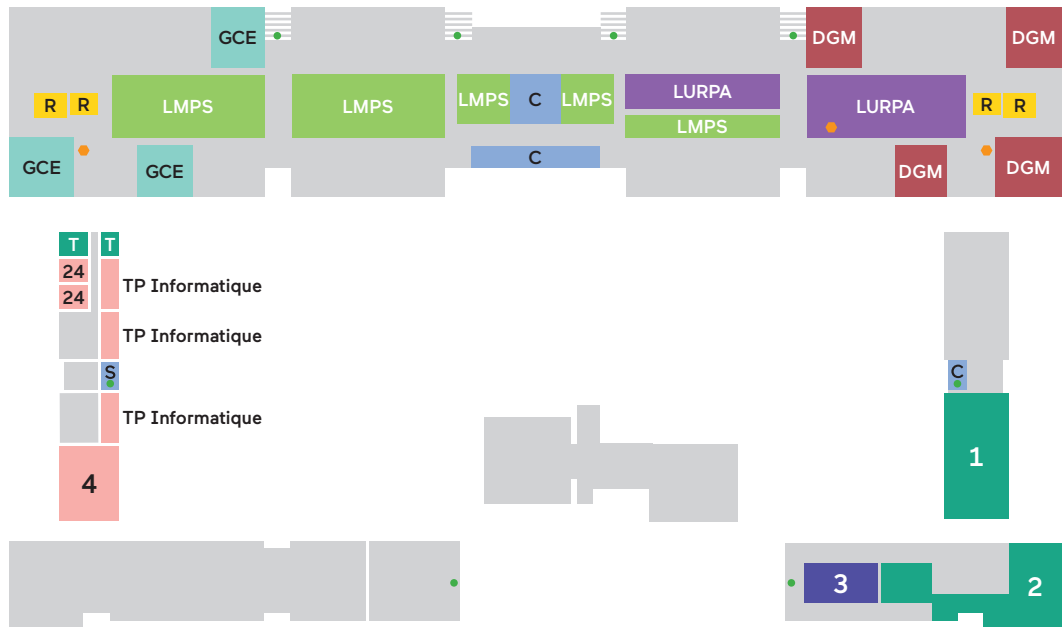 GCE
DGM
DGM
R R
LMPS
LMPS
LMPS
C
LMPS
LURPA
LMPS
LURPA
R R
GCE
GCE
C
DGM
DGM
T T
24
24
TP Informatique
TP Informatique
S
C
TP Informatique
4
1
3
2